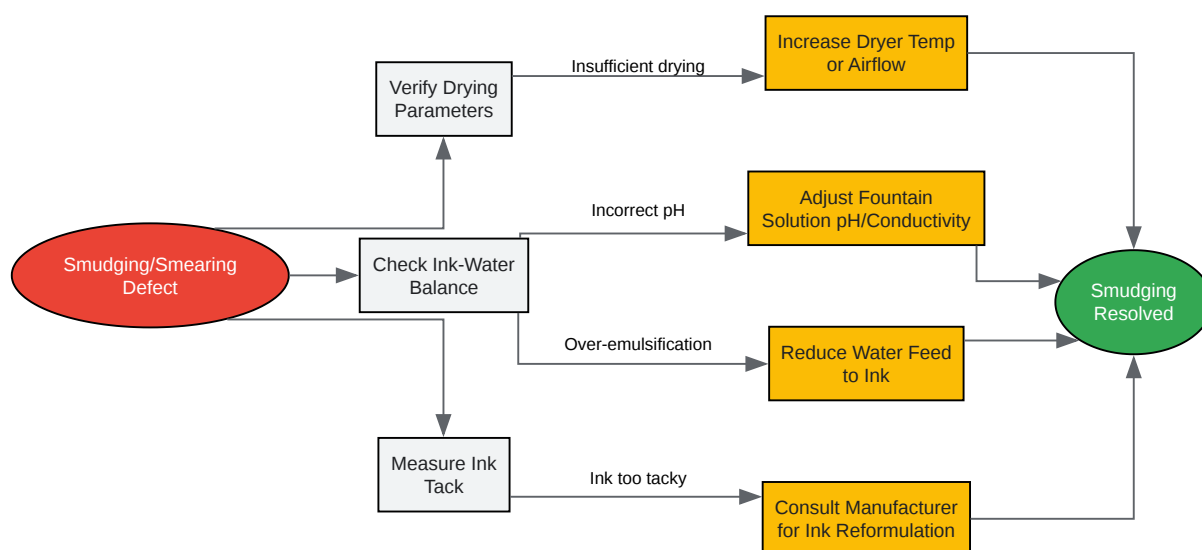 Increase Dryer Temp
or Airflow
Insufficient drying
Verify Drying
Parameters
Adjust Fountain
Solution pH/Conductivity
Incorrect pH
Smudging/Smearing
Defect
Check Ink-Water
Balance
Smudging
Resolved
Over-emulsification
Reduce Water Feed
to Ink
Measure Ink
Tack
Ink too tacky
Consult Manufacturer
for Ink Reformulation